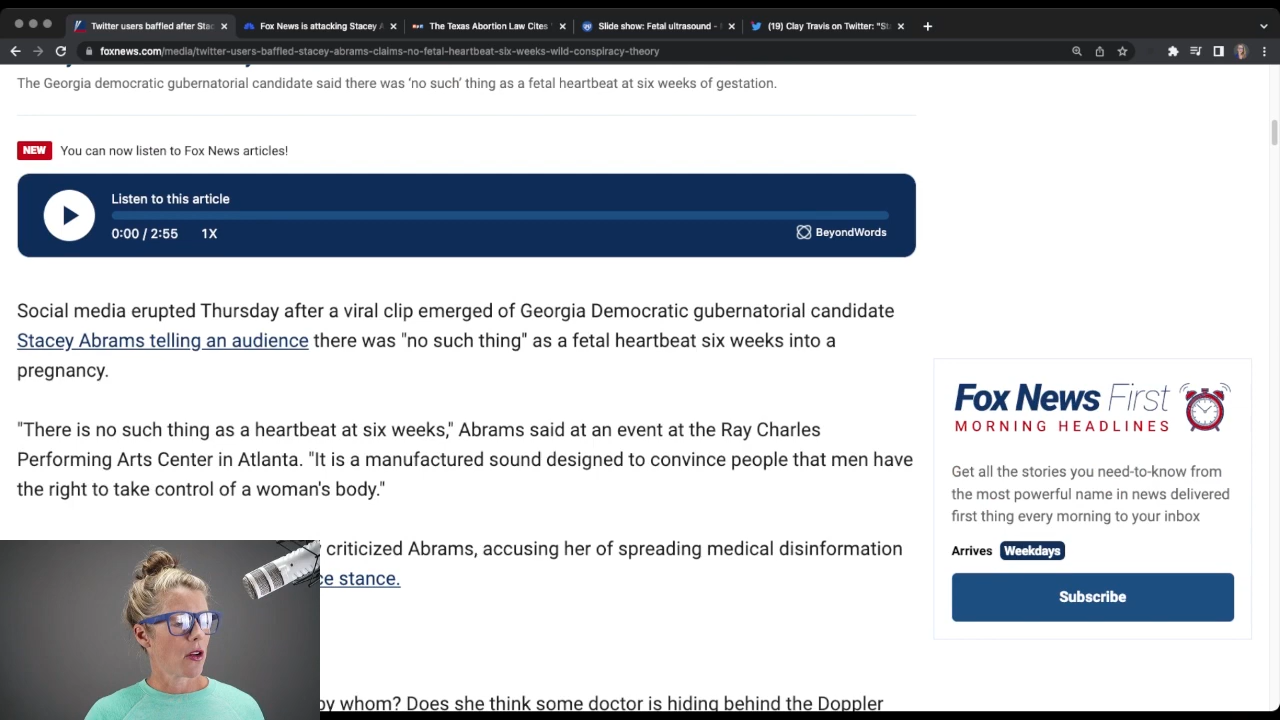 Twitter users baffled after Stac
Fox News is attacking Stacey A
The Texas Abortion Law Cites
Slide show: Fetal ultrasound -
(19) Clay Travis on Twitter: "St
foxnews.com/media/twitter-users-baffled-stacey-abrams-claims-no-fetal-heartbeat-six-weeks-wild-conspiracy-theory
The Georgia democratic gubernatorial candidate said there was 'no such' thing as a fetal heartbeat at six weeks of gestation.
NEW You can now listen to Fox News articles!
Listen to this article
0:00 / 2:55 1X
BeyondWords
Social media erupted Thursday after a viral clip emerged of Georgia Democratic gubernatorial candidate
Stacey Abrams telling an audience there was "no such thing" as a fetal heartbeat six weeks into a
pregnancy.
"There is no such thing as a heartbeat at six weeks," Abrams said at an event at the Ray Charles
Performing Arts Center in Atlanta. "It is a manufactured sound designed to convince people that men have
the right to take control of a woman's body."
criticized Abrams, accusing her of spreading medical disinformation
ce stance.
by whom? Does she think some doctor is hiding behind the Doppler
Fox News First
MORNING HEADLINES
Get all the stories you need-to-know from
the most powerful name in news delivered
first thing every morning to your inbox
Arrives Weekdays
Subscribe